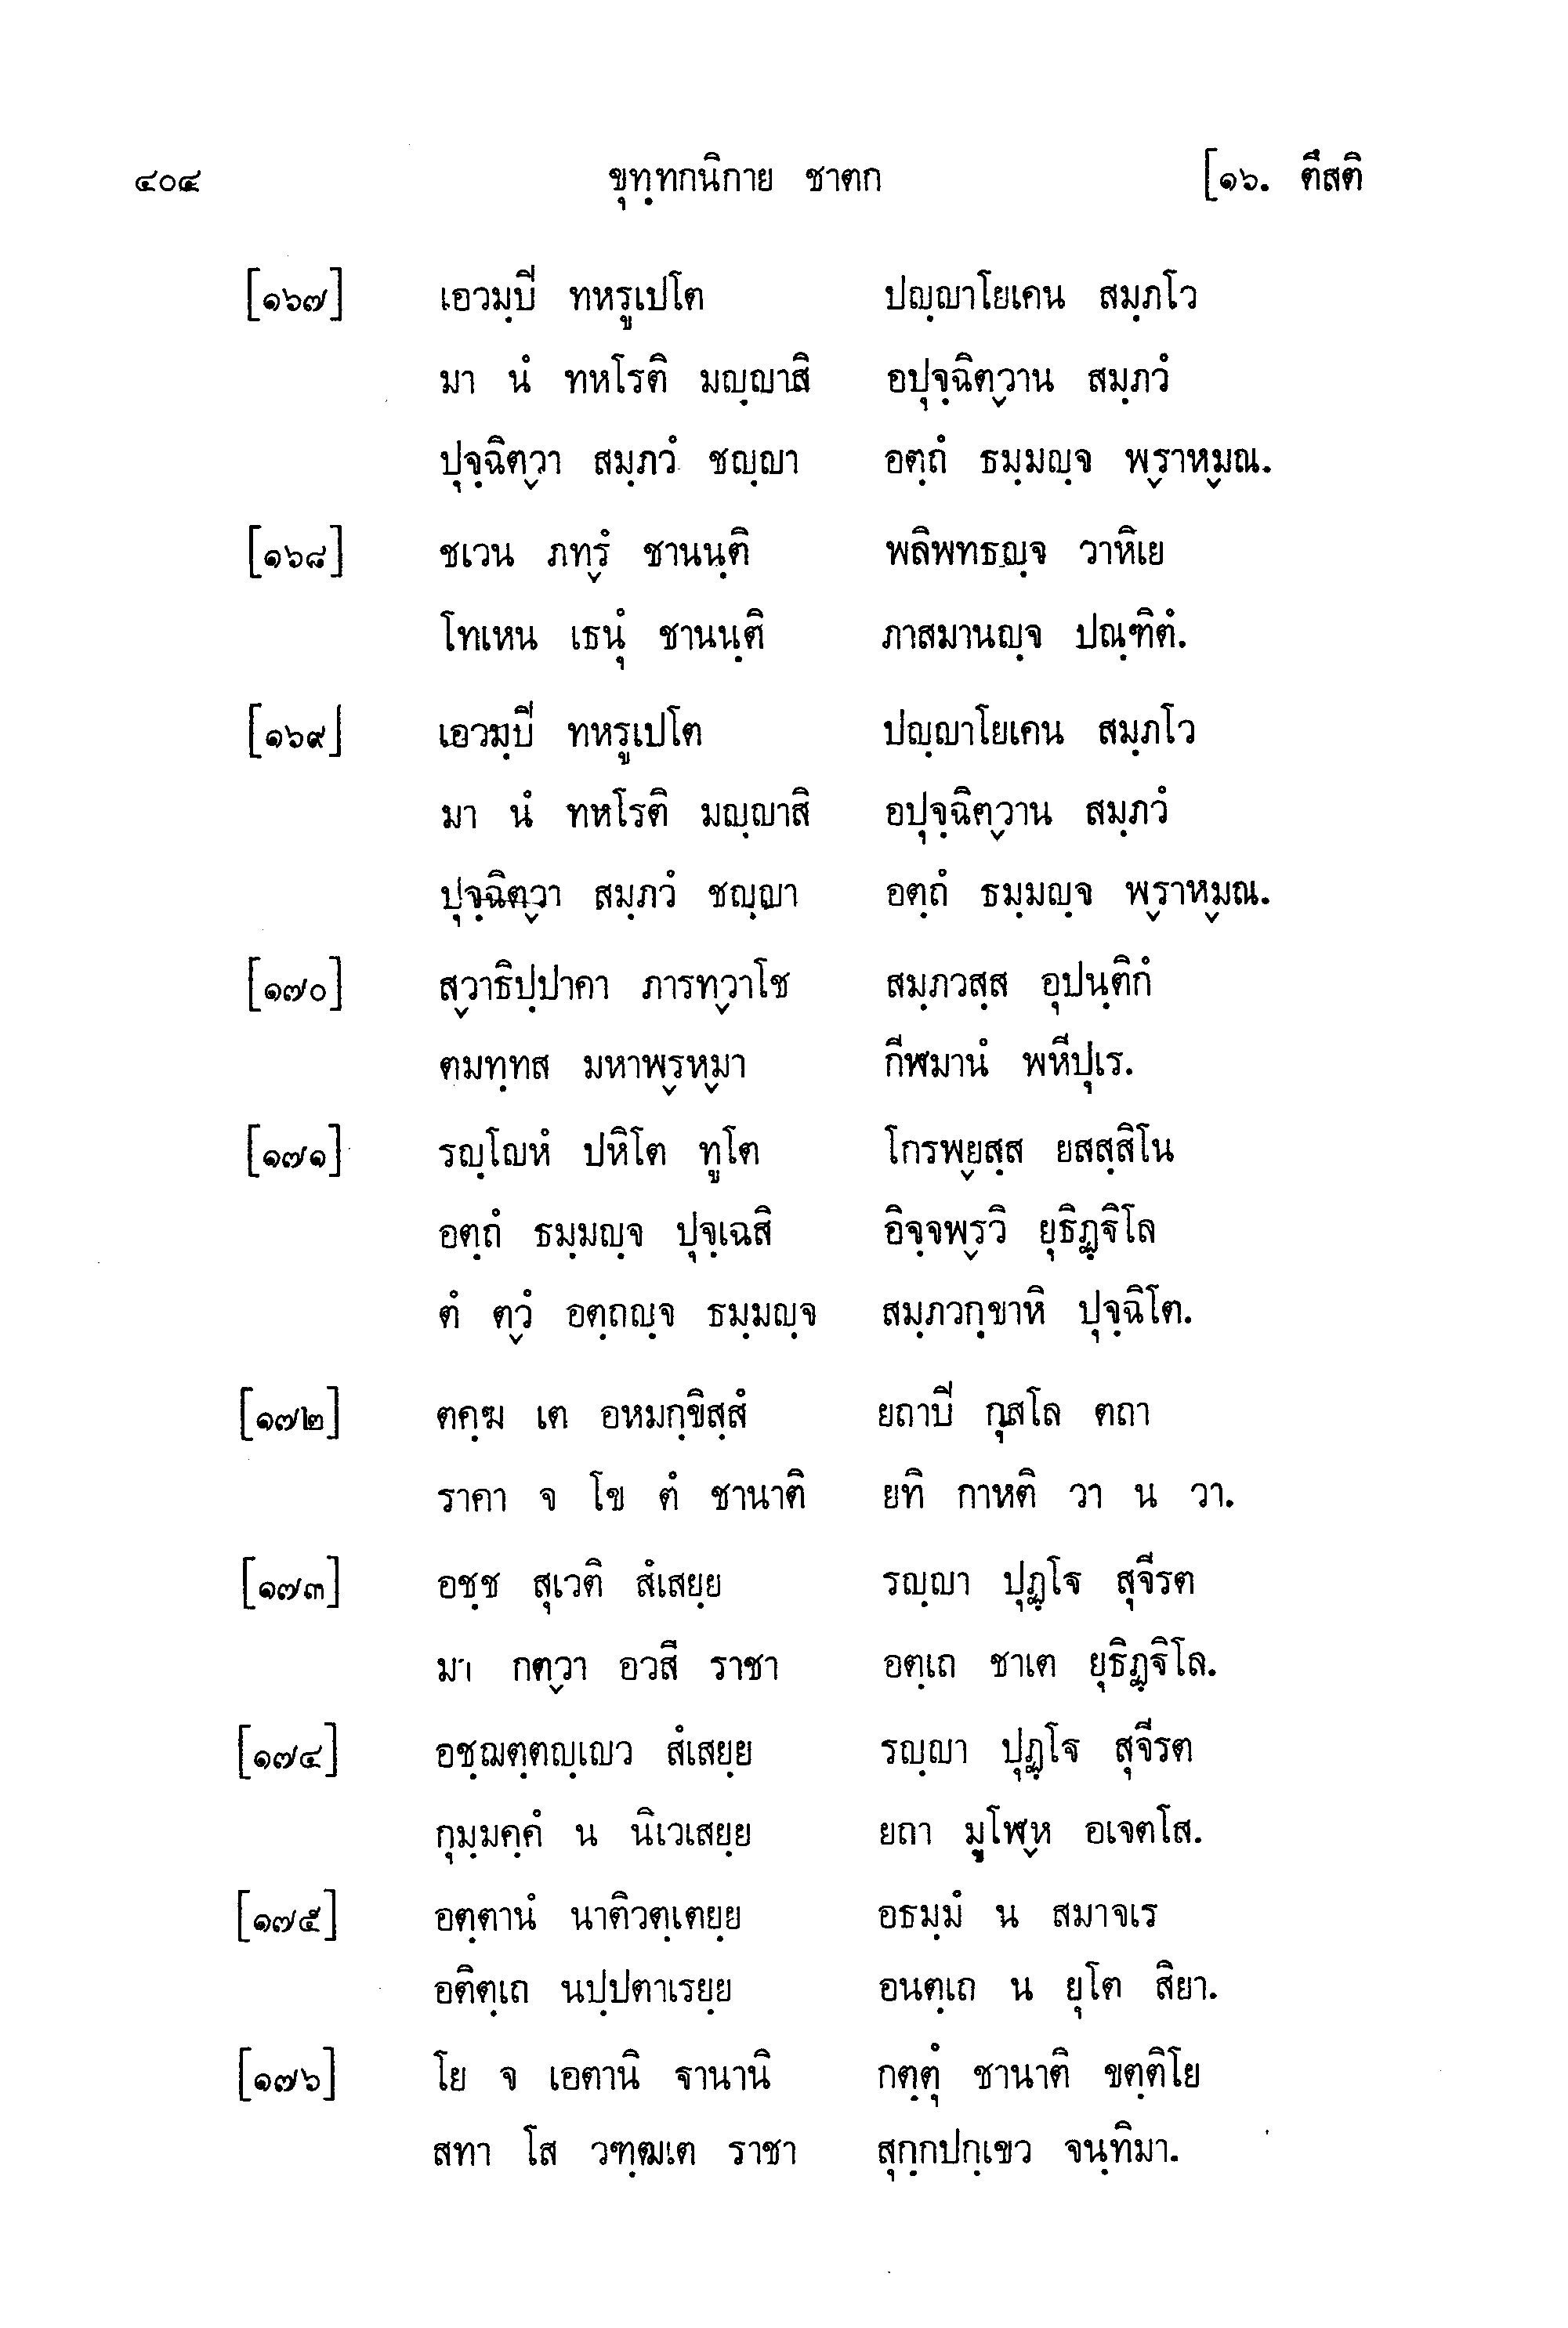 ๔๐๔ ขุทฺทกนิกาย ชาตก [๑๖. ตึสติ
[๑๖๗] เอวมฺปี ทหรูเปโต ปญฺญาโยเคน สมฺภโว
มา นํ ทหโรติ มญฺญาสิ อปุจฺฉิตฺวาน สมฺภวํ
ปุจฺฉิตฺวา สมฺภวํ ชญฺญา อตฺถํ ธมฺมญฺจ พฺราหฺมณ.
[๑๖๘] ชเวน ภทฺรํ ชานนฺติ พลิพทธญฺจ วาหิเย
โทเหน เธนุํ ชานนฺติ ภาสมานญฺจ ปณฺฑิตํ.
[๑๖๙] เอวมฺปี ทหรูเปโต ปญฺญาโยเคน สมฺภโว
มา นํ ทหโรติ มญฺญาสิ อปุจฺฉิตฺวาน สมฺภวํ
ปุจฺฉิตฺวา สมฺภวํ ชญฺญา อตฺถํ ธมฺมญฺจ พฺราหฺมณ.
[๑๗๐] สฺวาธิปฺปาคา ภารทฺวาโช สมฺภวสฺส อุปนฺติกํ
ตมทฺทส มหาพฺรหฺมา กีฬมานํ พหีปุเร.
[๑๗๑] รญฺโญหํ ปหิโต ทูโต โกรพฺยสฺส ยสสฺสิโน
อตฺถํ ธมฺมญฺจ ปุจฺเฉสิ อิจฺจพฺรวิ ยุธิฏฺฐิโล
ตํ ตฺวํ อตฺถญฺจ ธมฺมญฺจ สมฺภวกฺขาหิ ปุจฺฉิโต.
[๑๗๒] ตคฺฆ เต อหมกฺขิสฺสํ ยถาปี กุสโล ตถา
ราคา จ โข ตํ ชานาติ ยทิ กาหติ วา น วา.
[๑๗๓] อชฺช สุเวติ สํเสยฺย รญฺญา ปุฏฺโฐ สุจีรต
มา กตฺวา อวสี ราชา อตฺเถ ชาเต ยุธิฏฺฐิโล.
[๑๗๔] อชฺฌตฺตญฺเญว สํเสยฺย รญฺญา ปุฏฺโฐ สุจีรต
กุมฺมคฺคํ น นิเวเสยฺย ยถา มูโฬฺห อเจตโส.
[๑๗๕] อตฺตานํ นาติวตฺเตยฺย อธมฺมํ น สมาจเร
อติตฺเถ นปฺปตาเรยฺย อนตฺเถ น ยุโต สิยา.
[๑๗๖] โย จ เอตานิ ฐานานิ กตฺตุํ ชานาติ ขตฺติโย
สทา โส วฑฺฒเต ราชา สุกฺกปกฺเขว จนฺทิมา.